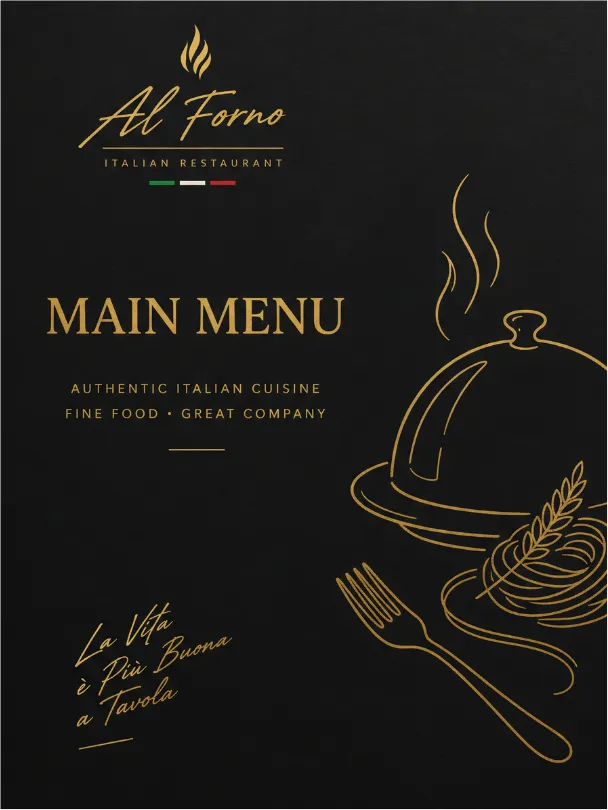 Al Forno
ITALIAN RESTAURANT
MAIN MENU
AUTHENTIC ITALIAN CUISINE
FINE FOOD • GREAT COMPANY
La Vita
è Più Buona
a Tavola